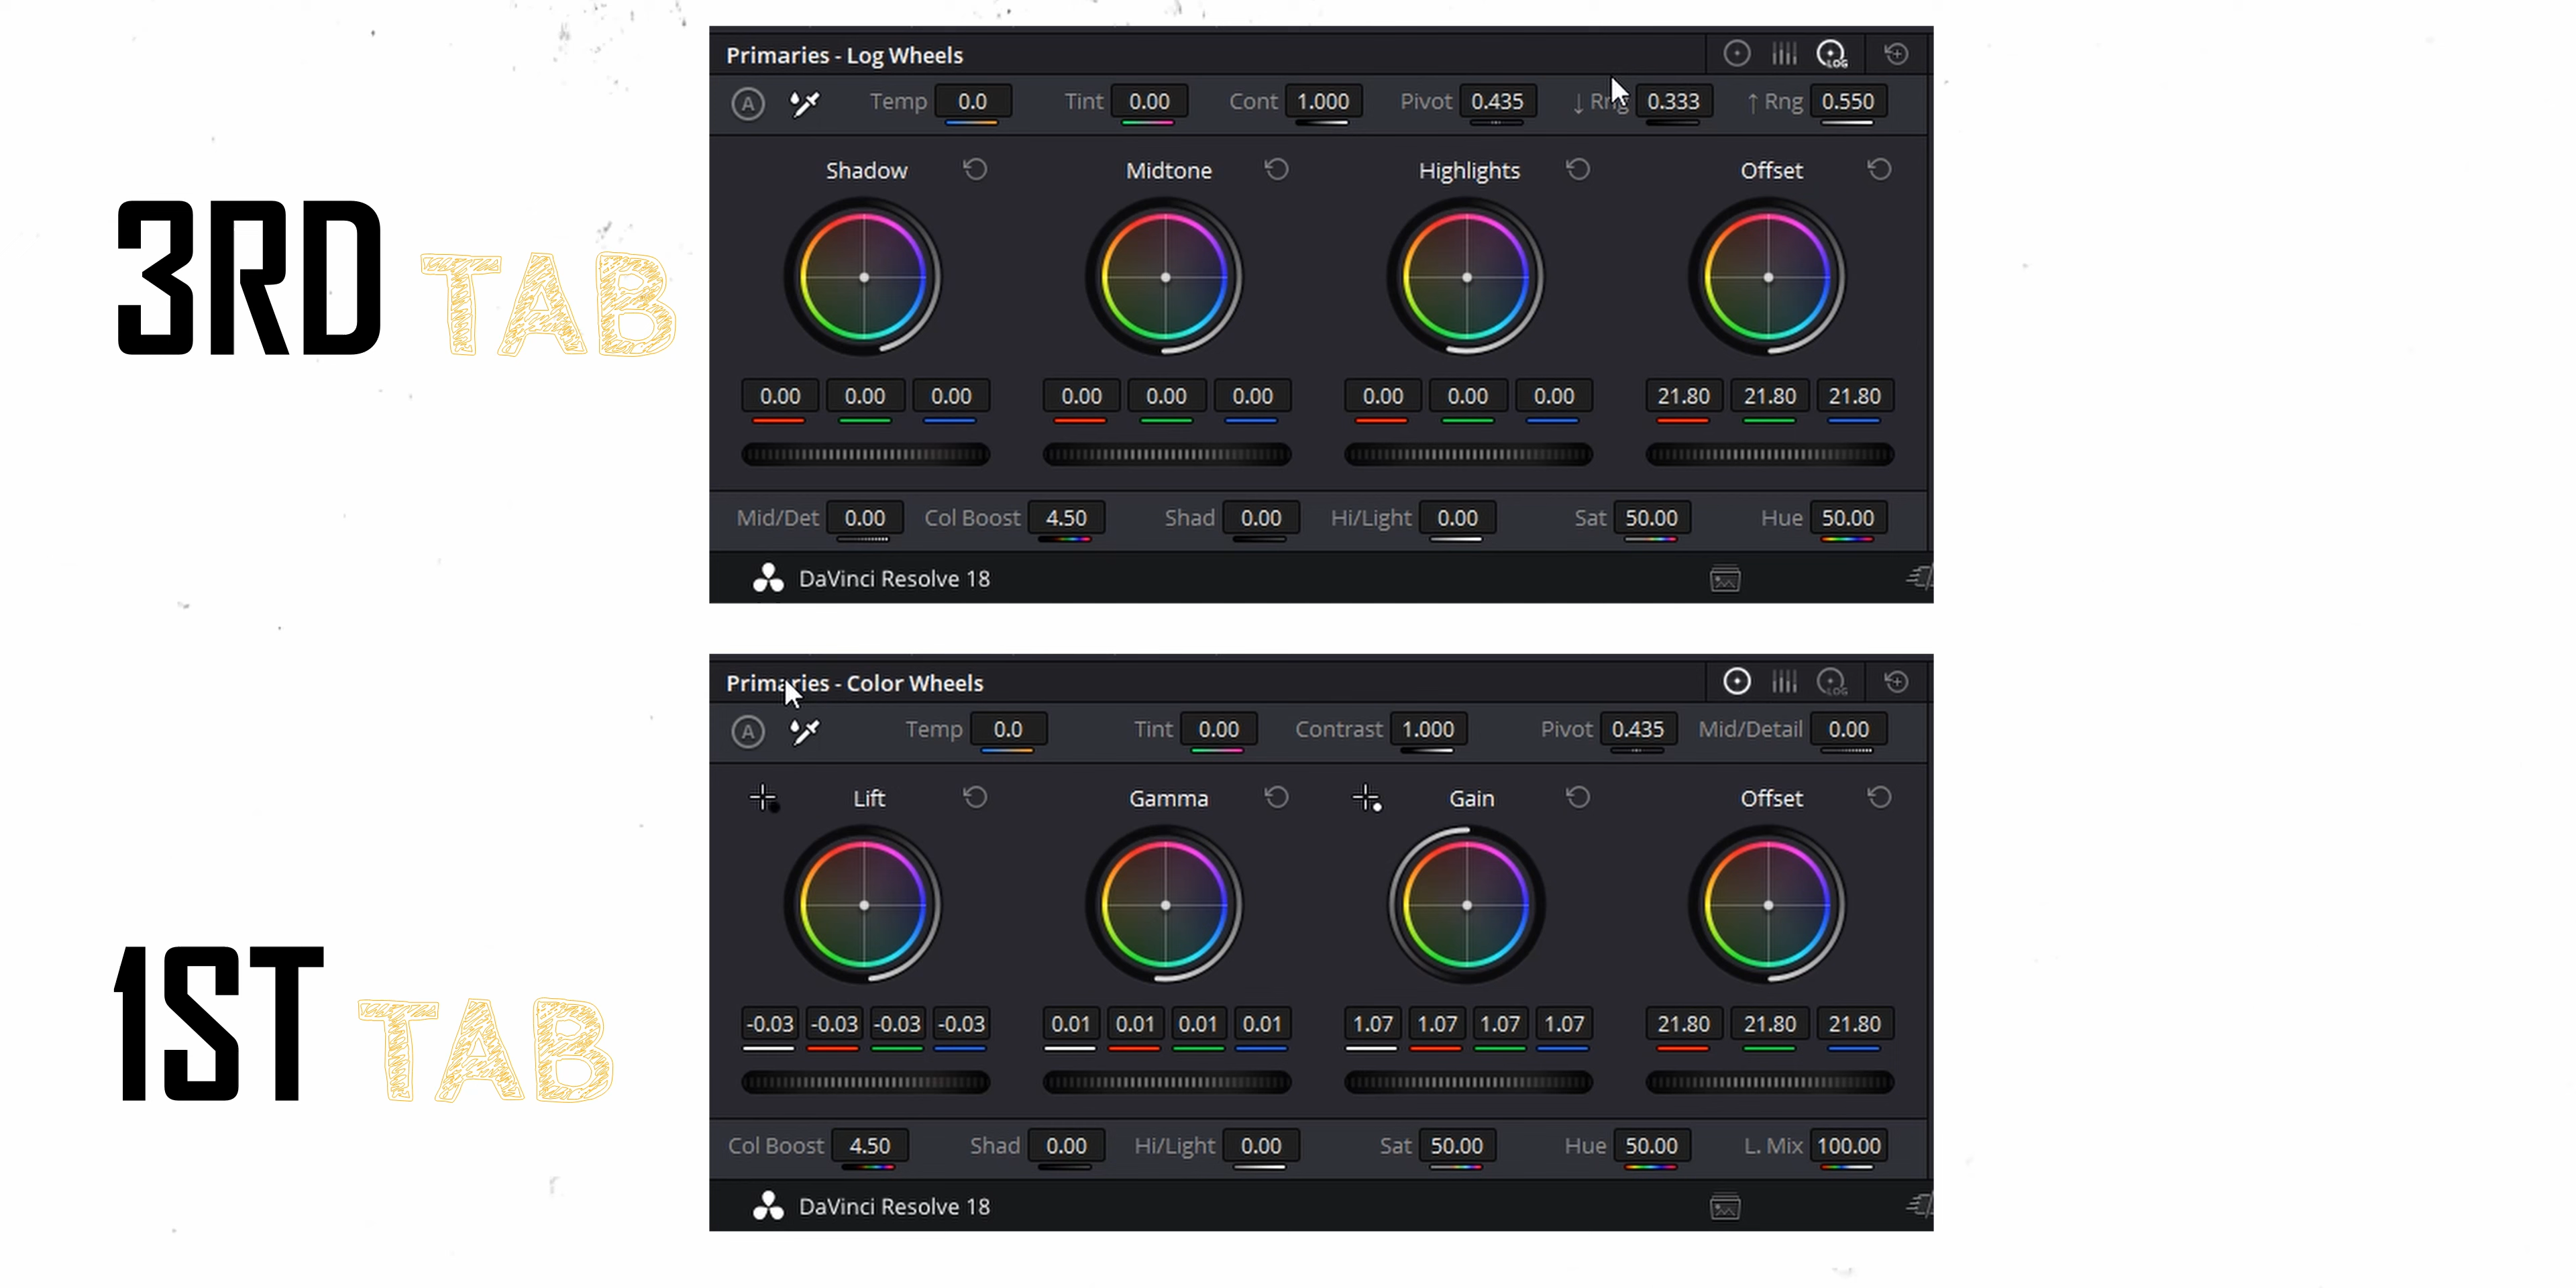 3RD TAB
Primaries - Log Wheels
LOG
A Temp 0.0 Tint 0.00 Cont 1.000 Pivot 0.435 ↓ Rng 0.333 ↑ Rng 0.550
Shadow Midtone Highlights Offset
0.00 0.00 0.00 0.00 0.00 0.00 0.00 0.00 0.00 21.80 21.80 21.80
Mid/Det 0.00 Col Boost 4.50 Shad 0.00 Hi/Light 0.00 Sat 50.00 Hue 50.00
DaVinci Resolve 18
1ST TAB
Primaries - Color Wheels
LOG
A Temp 0.0 Tint 0.00 Contrast 1.000 Pivot 0.435 Mid/Detail 0.00
Lift Gamma Gain Offset
-0.03 -0.03 -0.03 -0.03 0.01 0.01 0.01 0.01 1.07 1.07 1.07 1.07 21.80 21.80 21.80
Col Boost 4.50 Shad 0.00 Hi/Light 0.00 Sat 50.00 Hue 50.00 L. Mix 100.00
DaVinci Resolve 18